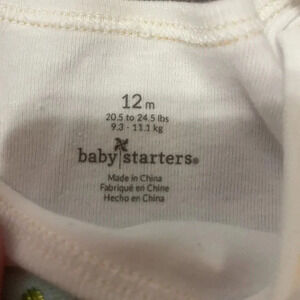 12 m
20.5 to 24.5 lbs
9.3 - 11.1 kg
baby starters®
Made in China
Fabriqué en Chine
Hecho en China